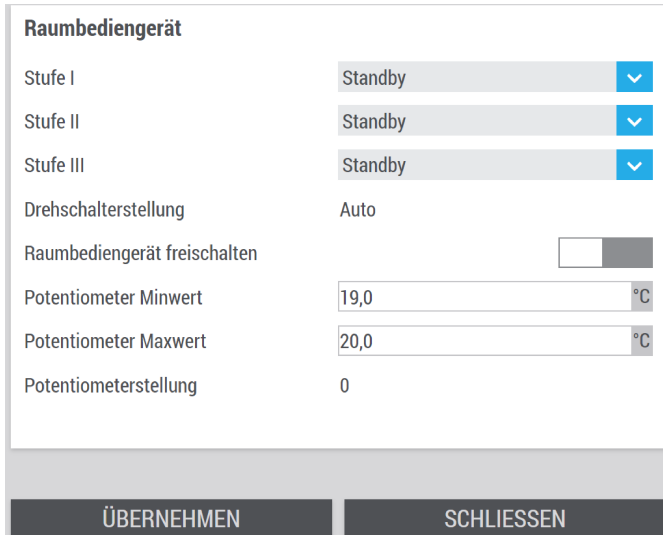 Raumbediengerät
Stufe I Standby
Stufe II Standby
Stufe III Standby
Drehschalterstellung Auto
Raumbediengerät freischalten
Potentiometer Minwert 19,0 °C
Potentiometer Maxwert 20,0 °C
Potentiometerstellung 0
ÜBERNEHMEN SCHLIESSEN